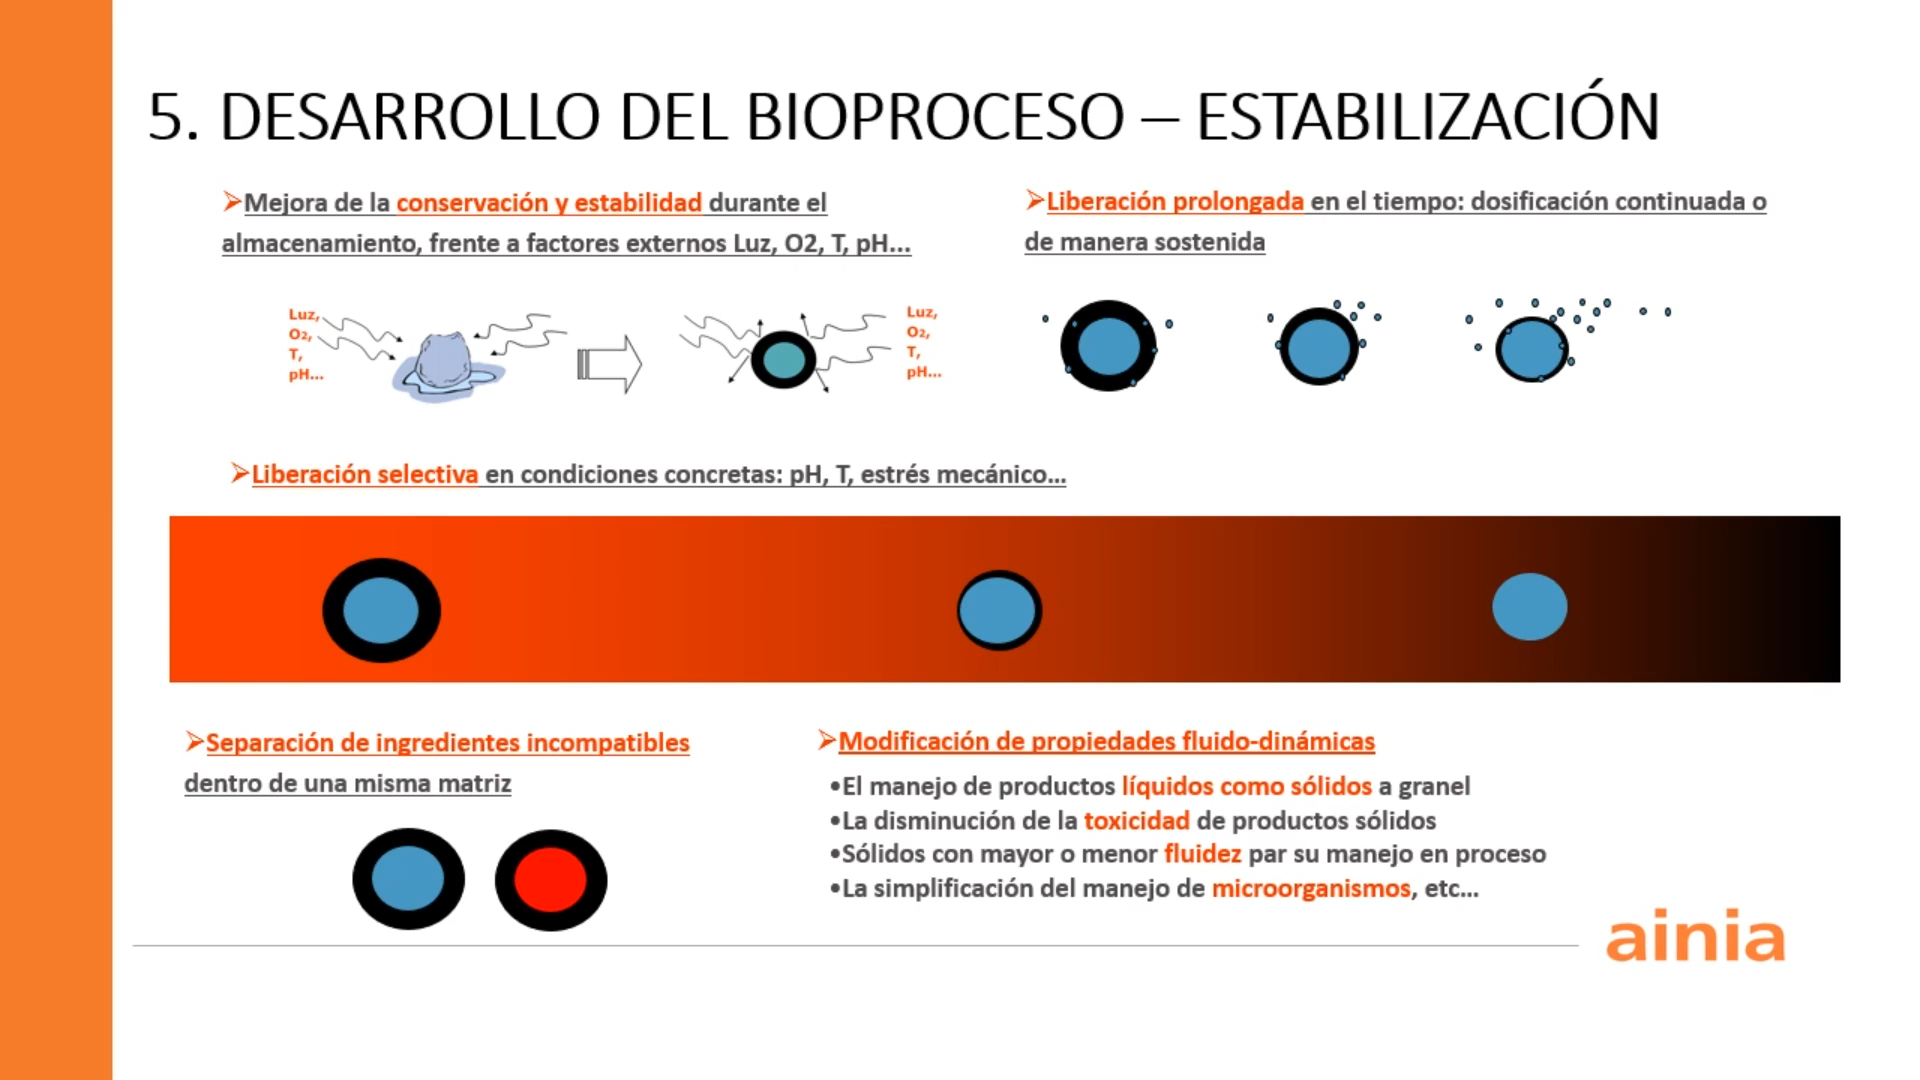 5. DESARROLLO DEL BIOPROCESO – ESTABILIZACIÓN
➢Mejora de la conservación y estabilidad durante el
almacenamiento, frente a factores externos Luz, O2, T, pH...
➢Liberación prolongada en el tiempo: dosificación continuada o
de manera sostenida
Luz,
O2,
T,
pH...
Luz,
O2,
T,
pH...
➢Liberación selectiva en condiciones concretas: pH, T, estrés mecánico...
➢Separación de ingredientes incompatibles
dentro de una misma matriz
➢Modificación de propiedades fluido-dinámicas
•El manejo de productos líquidos como sólidos a granel
•La disminución de la toxicidad de productos sólidos
•Sólidos con mayor o menor fluidez par su manejo en proceso
•La simplificación del manejo de microorganismos, etc...
ainia